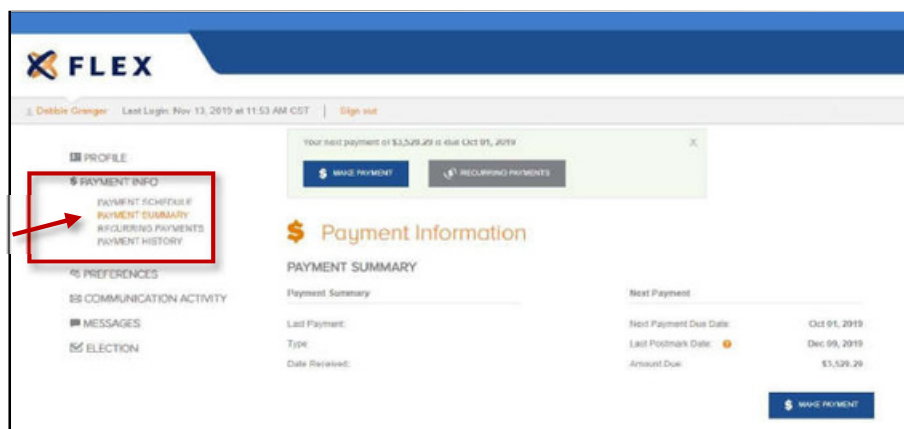 FLEX
Debbie Granger Last Login: Nov 13, 2019 at 11:53 AM CST | Sign out
Your next payment of $3,529.29 is due Oct 01, 2019 X
$ MAKE PAYMENT
RECURRING PAYMENTS
PROFILE
$ PAYMENT INFO
PAYMENT SCHEDULE
PAYMENT SUMMARY
RECURRING PAYMENTS
PAYMENT HISTORY
PREFERENCES
COMMUNICATION ACTIVITY
MESSAGES
ELECTION
$ Payment Information
PAYMENT SUMMARY
Payment Summary
Last Payment:
Type:
Date Received:
Next Payment
Next Payment Due Date: Oct 01, 2019
Last Postmark Date: ? Dec 09, 2019
Amount Due: $3,529.29
$ MAKE PAYMENT